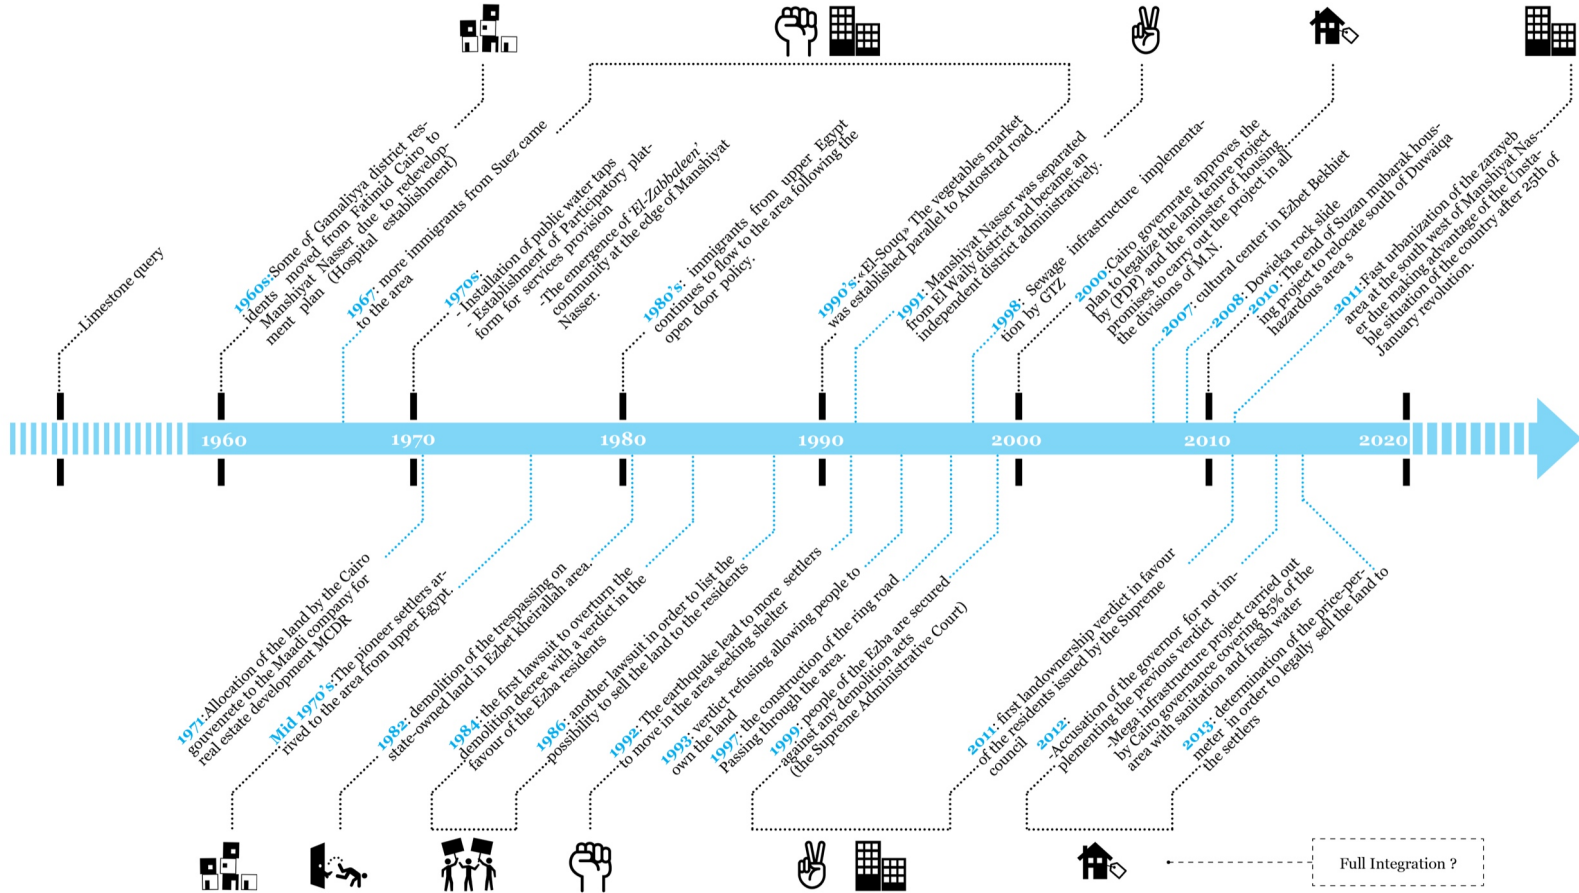 Limestone query
1960s:Some of Gamaliyya district res-
idents moved from Fatimid Cairo to
Manshiyat Nasser due to redevelop-
ment plan (Hospital establishment)
1967: more immigrants from Suez came
to the area
1970s:
- Installation of public water taps
- Establishment of Participatory plat-
form for services provision
-The emergence of 'El-Zabbaleen'
community at the edge of Manshiyat
Nasser.
1980's: immigrants from upper Egypt
continues to flow to the area following the
open door policy.
1990's:«El-Souq» The vegetables market
was established parallel to Autostrad road
1991: Manshiyat Nasser was separated
from El Waily district and became an
independent district administratively.
1998: Sewage infrastructure implementa-
tion by GTZ
2000:Cairo governrate approves the
plan to legalize the land tenure project
by (PDP) and the minster of housing
promises to carry out the project in all
the divisions of M.N.
2007: cultural center in Ezbet Bekhiet
2008: Dowieka rock slide
2010: The end of Suzan mubarak hous-
ing project to relocate south of Duwaiqa
hazardous area s
2011:Fast urbanization of the zarayeb
area at the south west of Manshiyat Nas-
er due making advantage of the Unsta-
ble situation of the country after 25th of
January revolution.
1960
1970
1980
1990
2000
2010
2020
1971:Allocation of the land by the Cairo
gouvenrete to the Maadi company for
real estate development MCDR
Mid 1970's:The pioneer settlers ar-
rived to the area from upper Egypt.
1982: demolition of the trespassing on
state-owned land in Ezbet kheirallah area.
1984: the first lawsuit to overturn the
demolition decree with a verdict in the
favour of the Ezba residents
1986: another lawsuit in order to list the
possibility to sell the land to the residents
1992: The earthquake lead to more settlers
to move in the area seeking shelter
1993: verdict refusing allowing people to
own the land
1997: the construction of the ring road
Passing through the area.
1999: people of the Ezba are secured
against any demolition acts
(the Supreme Administrative Court)
2011: first landownership verdict in favour
of the residents issued by the Supreme
council
2012:
-Accusation of the governor for not im-
plementing the previous verdict
-Mega infrastructure project carried out
by Cairo governance covering 85% of the
area with sanitation and fresh water
2013: determination of the price-per-
meter in order to legally sell the land to
the settlers
Full Integration ?